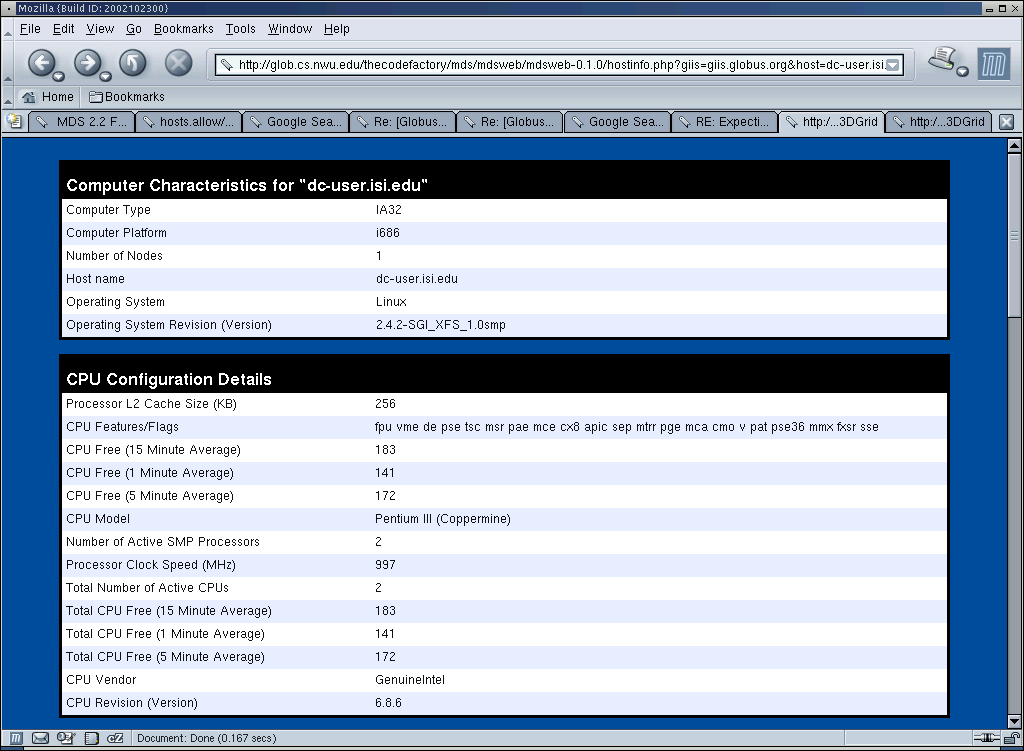 Mozilla {Build ID: 2002102300}
File Edit View Go Bookmarks Tools Window Help
http://glob.cs.nwu.edu/thecodefactory/mds/mdsweb/mdsweb-0.1.0/hostinfo.php?giis=giis.globus.org&host=dc-user.isi.
Home Bookmarks
MDS 2.2 F... hosts.allow/... Google Sea... Re: [Globus... Re: [Globus... Google Sea... RE: Expecti... http:/...3DGrid http:/...3DGrid
Computer Characteristics for "dc-user.isi.edu"
Computer Type IA32
Computer Platform i686
Number of Nodes 1
Host name dc-user.isi.edu
Operating System Linux
Operating System Revision (Version) 2.4.2-SGI_XFS_1.0smp
CPU Configuration Details
Processor L2 Cache Size (KB) 256
CPU Features/Flags fpu vme de pse tsc msr pae mce cx8 apic sep mtrr pge mca cmo v pat pse36 mmx fxsr sse
CPU Free (15 Minute Average) 183
CPU Free (1 Minute Average) 141
CPU Free (5 Minute Average) 172
CPU Model Pentium III (Coppermine)
Number of Active SMP Processors 2
Processor Clock Speed (MHz) 997
Total Number of Active CPUs 2
Total CPU Free (15 Minute Average) 183
Total CPU Free (1 Minute Average) 141
Total CPU Free (5 Minute Average) 172
CPU Vendor GenuineIntel
CPU Revision (Version) 6.8.6
cZ Document: Done (0.167 secs)